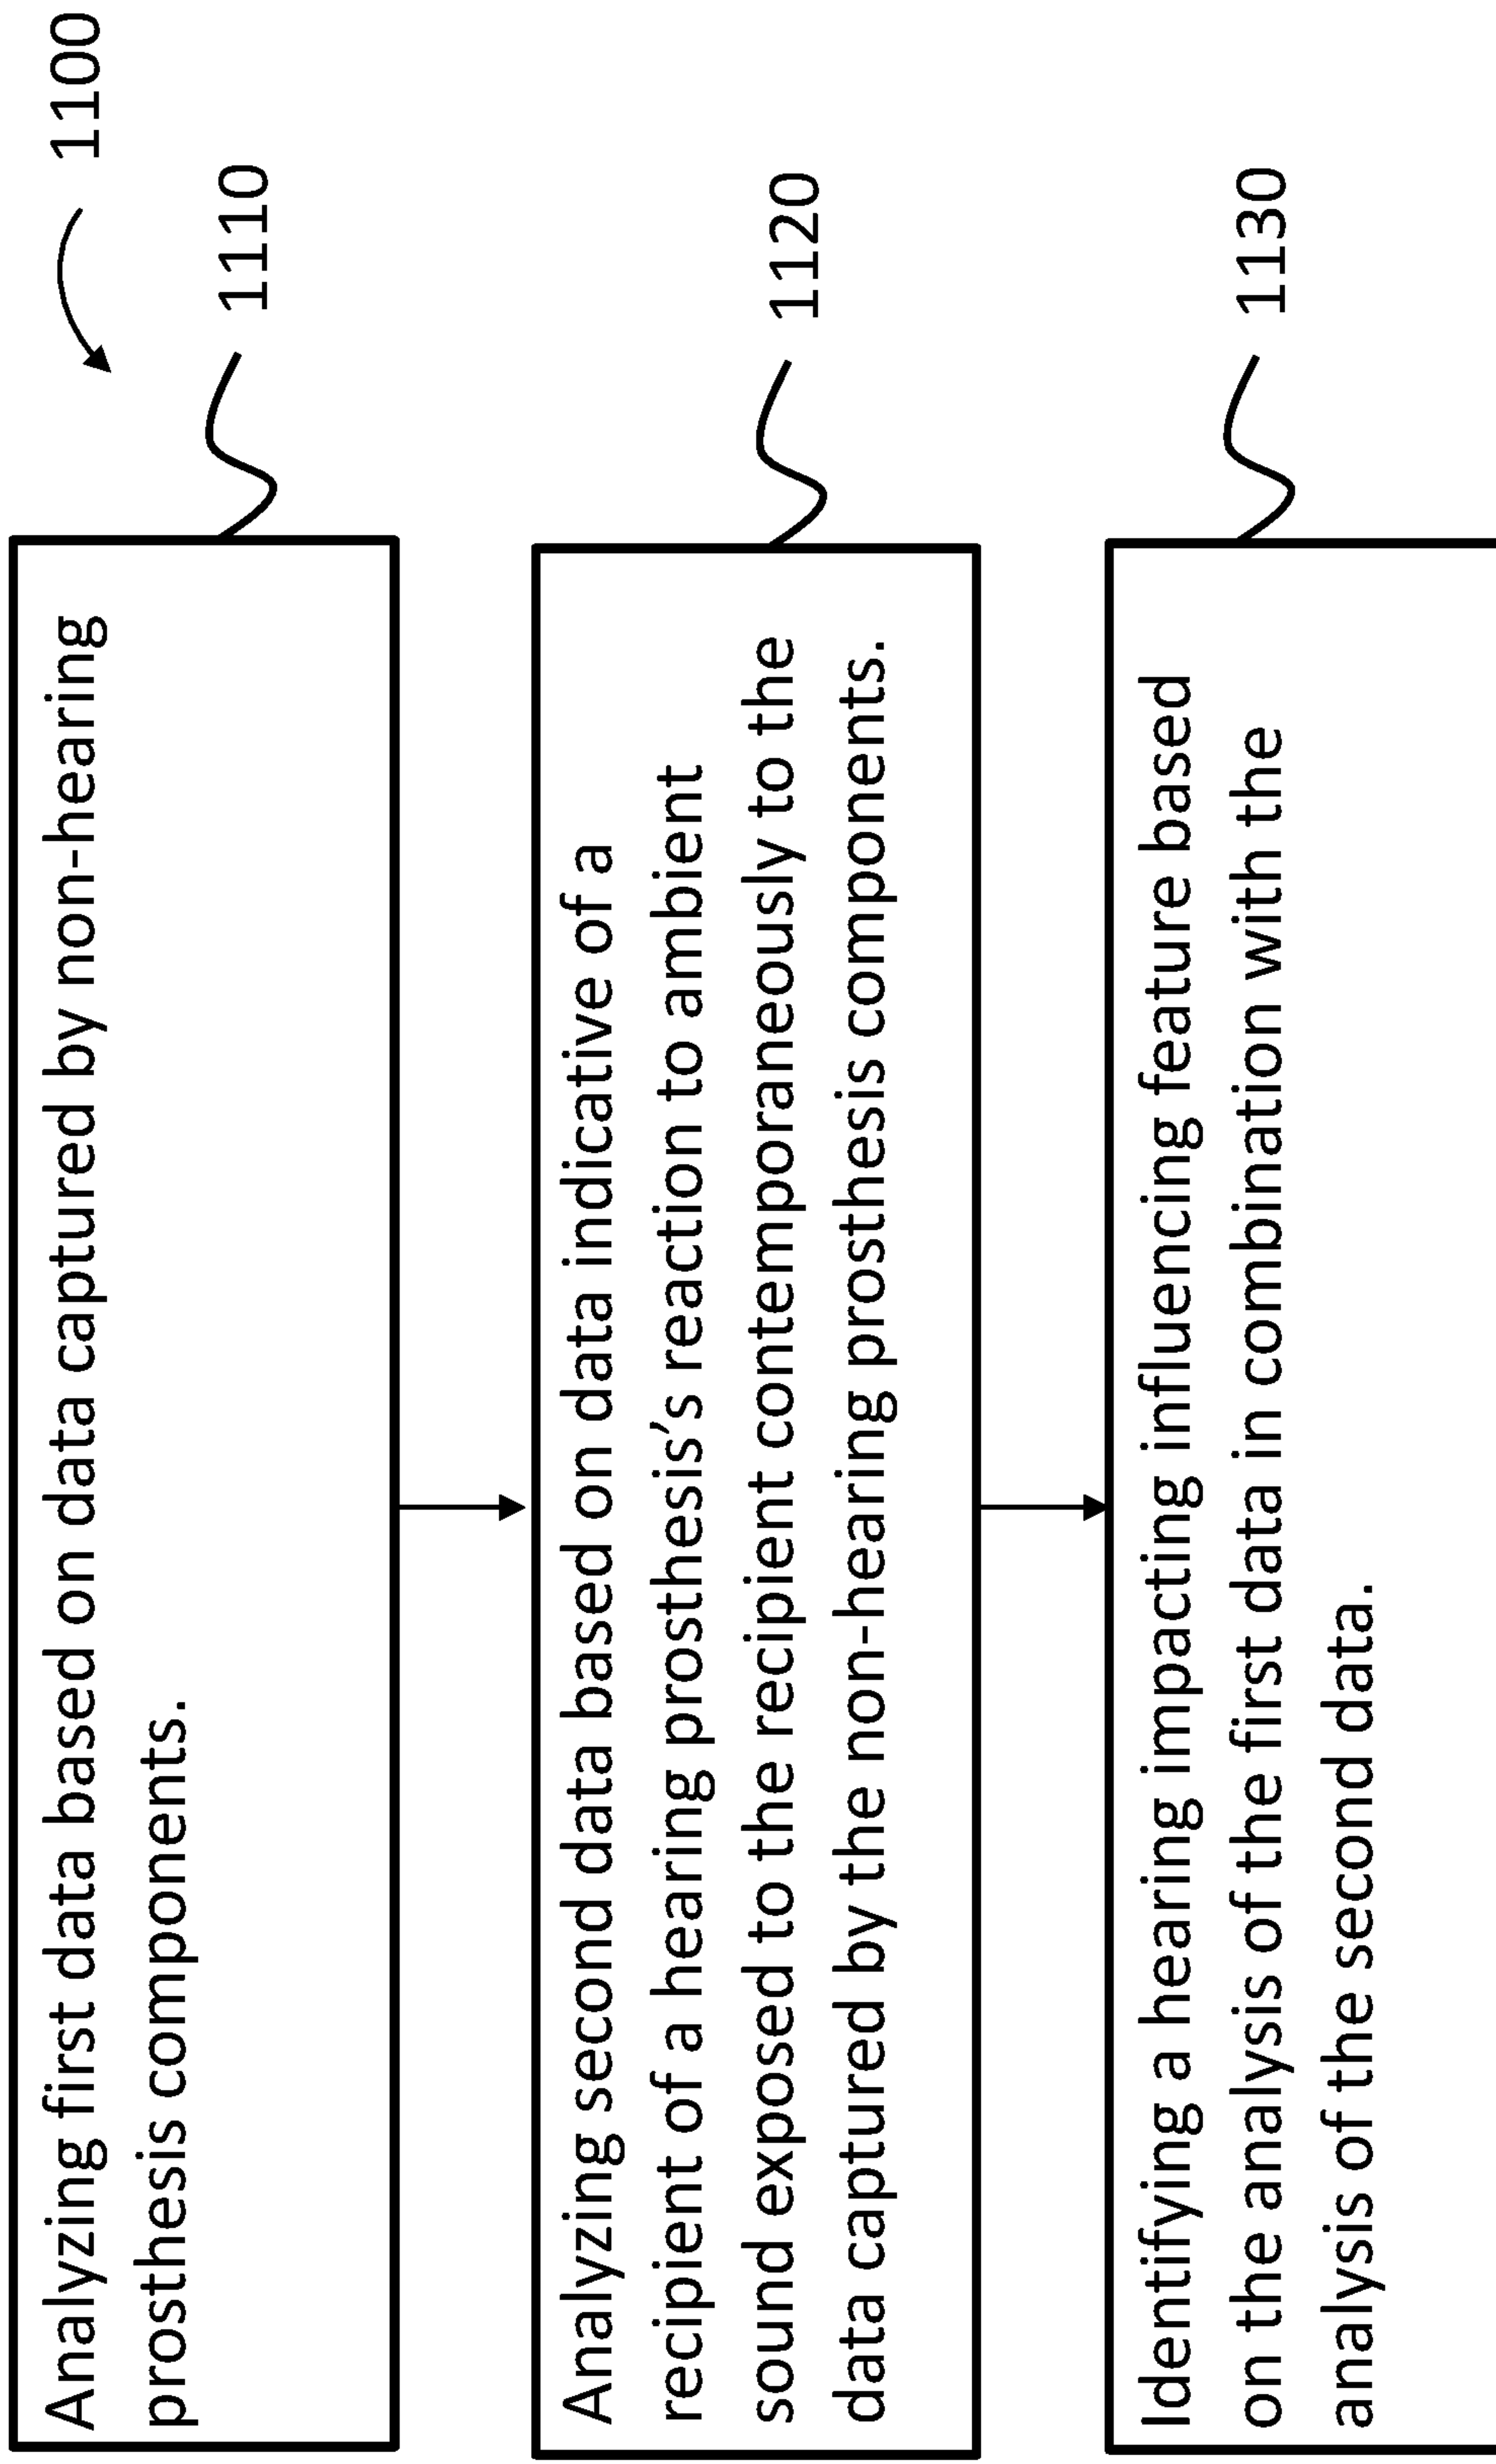 1100
Analyzing first data based on data captured by non-hearing
prosthesis components.
1110
Analyzing second data based on data indicative of a
recipient of a hearing prosthesis’s reaction to ambient
sound exposed to the recipient contemporaneously to the
data captured by the non-hearing prosthesis components.
1120
Identifying a hearing impacting influencing feature based
on the analysis of the first data in combination with the
analysis of the second data.
1130